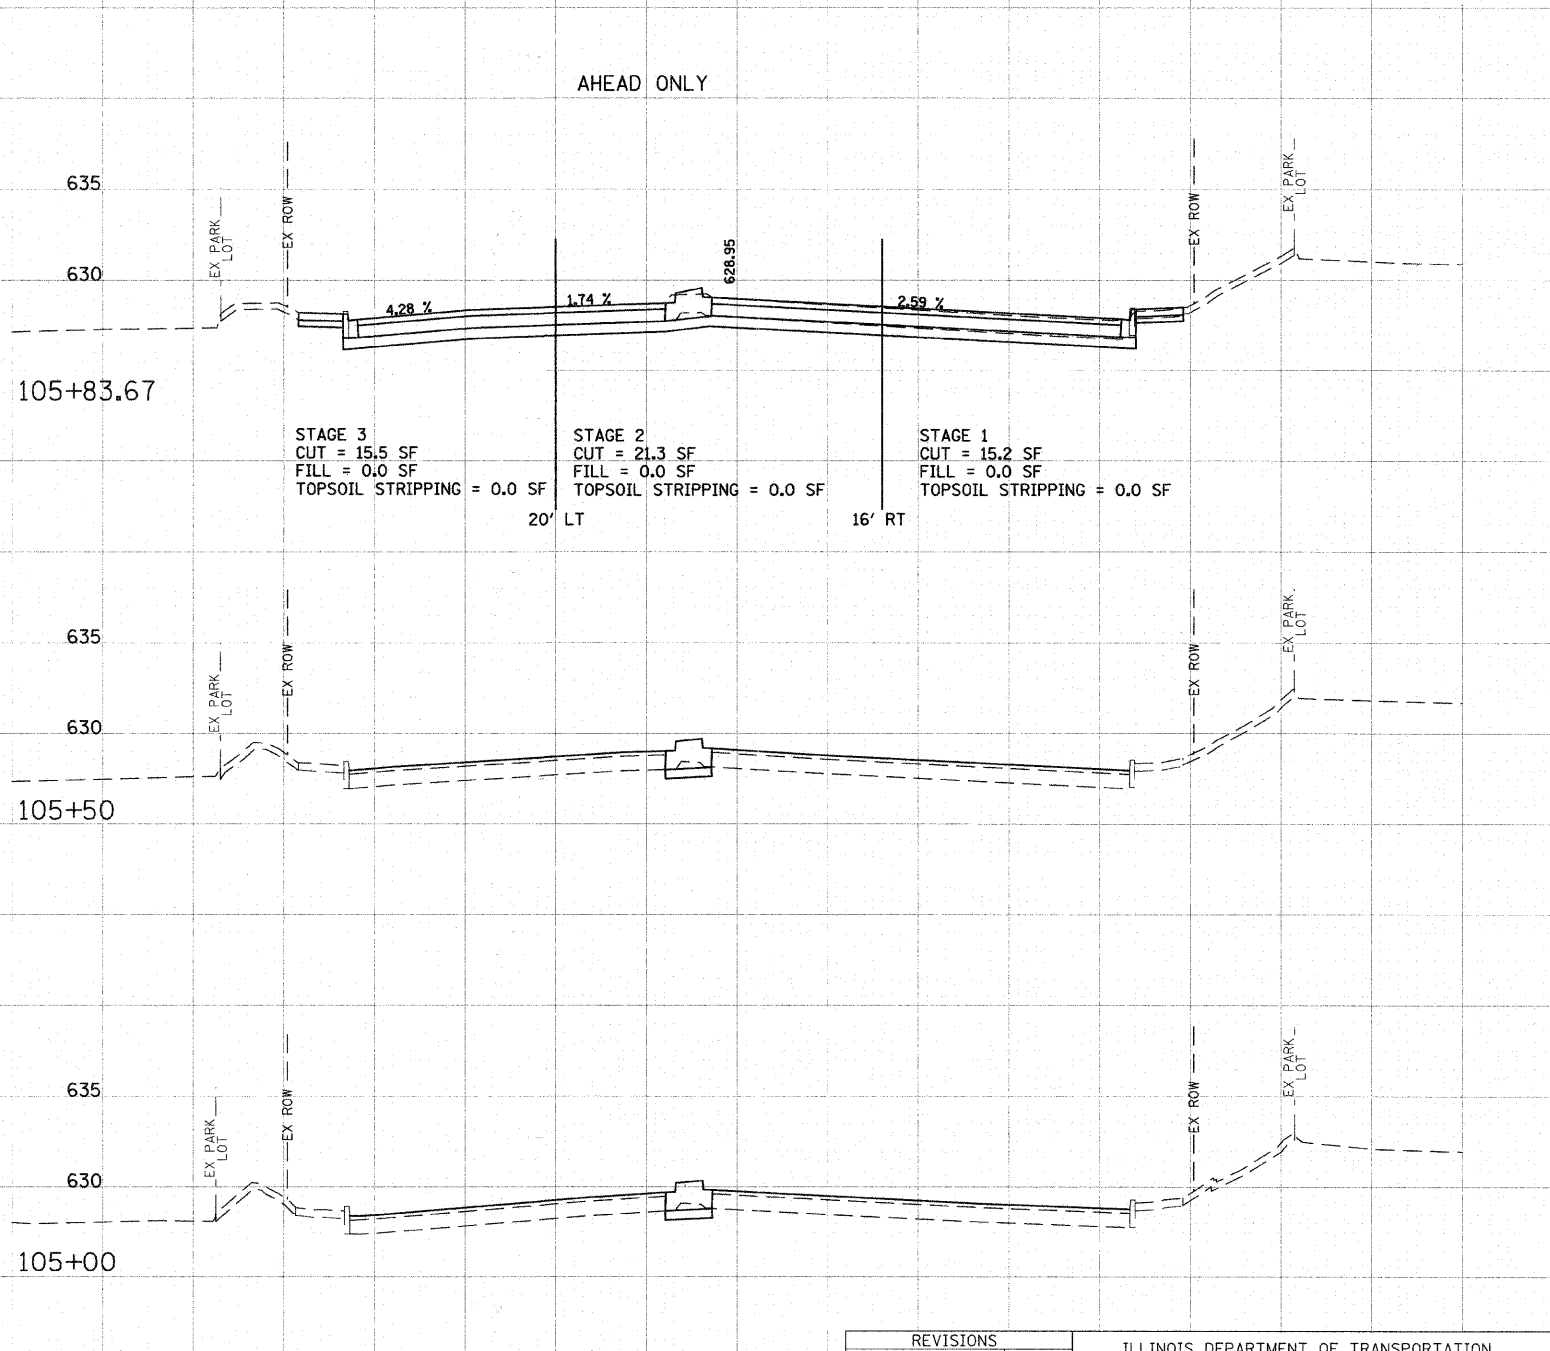 AHEAD ONLY
635
EX PARK
LOT
EX ROW
EX ROW
EX PARK
LOT
630
628.95
4.28 %
1.74 %
2.59 %
105+83.67
STAGE 3
CUT = 15.5 SF
FILL = 0.0 SF
TOPSOIL STRIPPING = 0.0 SF
STAGE 2
CUT = 21.3 SF
FILL = 0.0 SF
TOPSOIL STRIPPING = 0.0 SF
STAGE 1
CUT = 15.2 SF
FILL = 0.0 SF
TOPSOIL STRIPPING = 0.0 SF
20' LT
16' RT
635
EX PARK
LOT
EX ROW
EX ROW
EX PARK
LOT
630
105+50
635
EX PARK
LOT
EX ROW
EX ROW
EX PARK
LOT
630
105+00
REVISIONS
ILLINOIS DEPARTMENT OF TRANSPORTATION